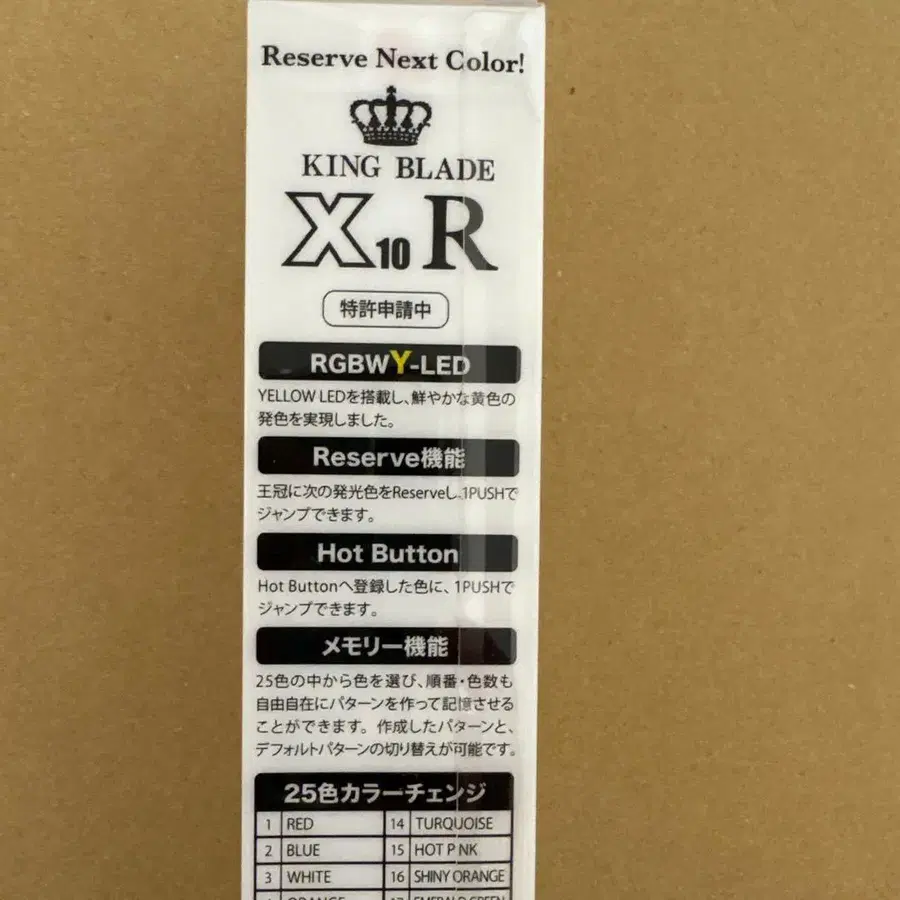 Reserve Next Color!
KING BLADE
X10 R
特許申請中
RGBWY-LED
YELLOW LEDを搭載し、鮮やかな黄色の
発色を実現しました。
Reserve機能
王冠に次の発光色をReserveし、1PUSHで
ジャンプできます。
Hot Button
Hot Buttonへ登録した色に、1PUSHで
ジャンプできます。
メモリー機能
25色の中から色を選び、順番・色数も
自由自在にパターンを作って記憶させる
ことができます。作成したパターンと、
デフォルトパターンの切り替えが可能です。
25色カラーチェンジ
1 RED 14 TURQUOISE
2 BLUE 15 HOT PINK
3 WHITE 16 SHINY ORANGE